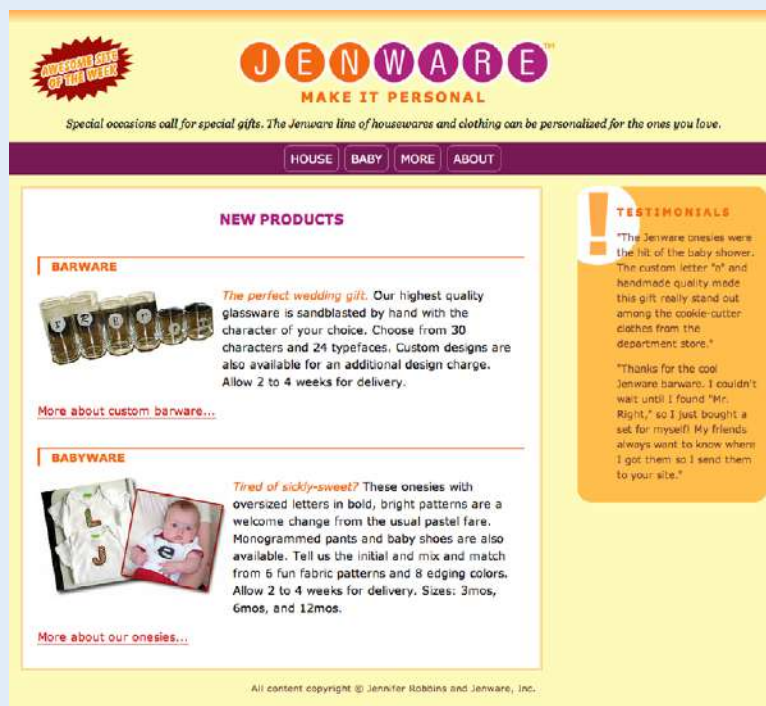 AWESOME SITE
OF THE WEEK
JENWARE™
MAKE IT PERSONAL
Special occasions call for special gifts. The Jenware line of housewares and clothing can be personalized for the ones you love.
HOUSE BABY MORE ABOUT
NEW PRODUCTS
BARWARE
The perfect wedding gift. Our highest quality
glassware is sandblasted by hand with the
character of your choice. Choose from 30
characters and 24 typefaces. Custom designs are
also available for an additional design charge.
Allow 2 to 4 weeks for delivery.
More about custom barware...
BABYWARE
L
J
e
Tired of sickly-sweet? These onesies with
oversized letters in bold, bright patterns are a
welcome change from the usual pastel fare.
Monogrammed pants and baby shoes are also
available. Tell us the initial and mix and match
from 6 fun fabric patterns and 8 edging colors.
Allow 2 to 4 weeks for delivery. Sizes: 3mos,
6mos, and 12mos.
More about our onesies...
!
TESTIMONIALS
"The Jenware onesies were
the hit of the baby shower.
The custom letter "a" and
handmade quality made
this gift really stand out
among the cookie-cutter
clothes from the
department store."
"Thanks for the cool
Jenware barware. I couldn't
wait until I found "Mr.
Right," so I just bought a
set for myself! My friends
always want to know where
I got them so I send them
to your site."
All content copyright © Jennifer Robbins and Jenware, Inc.